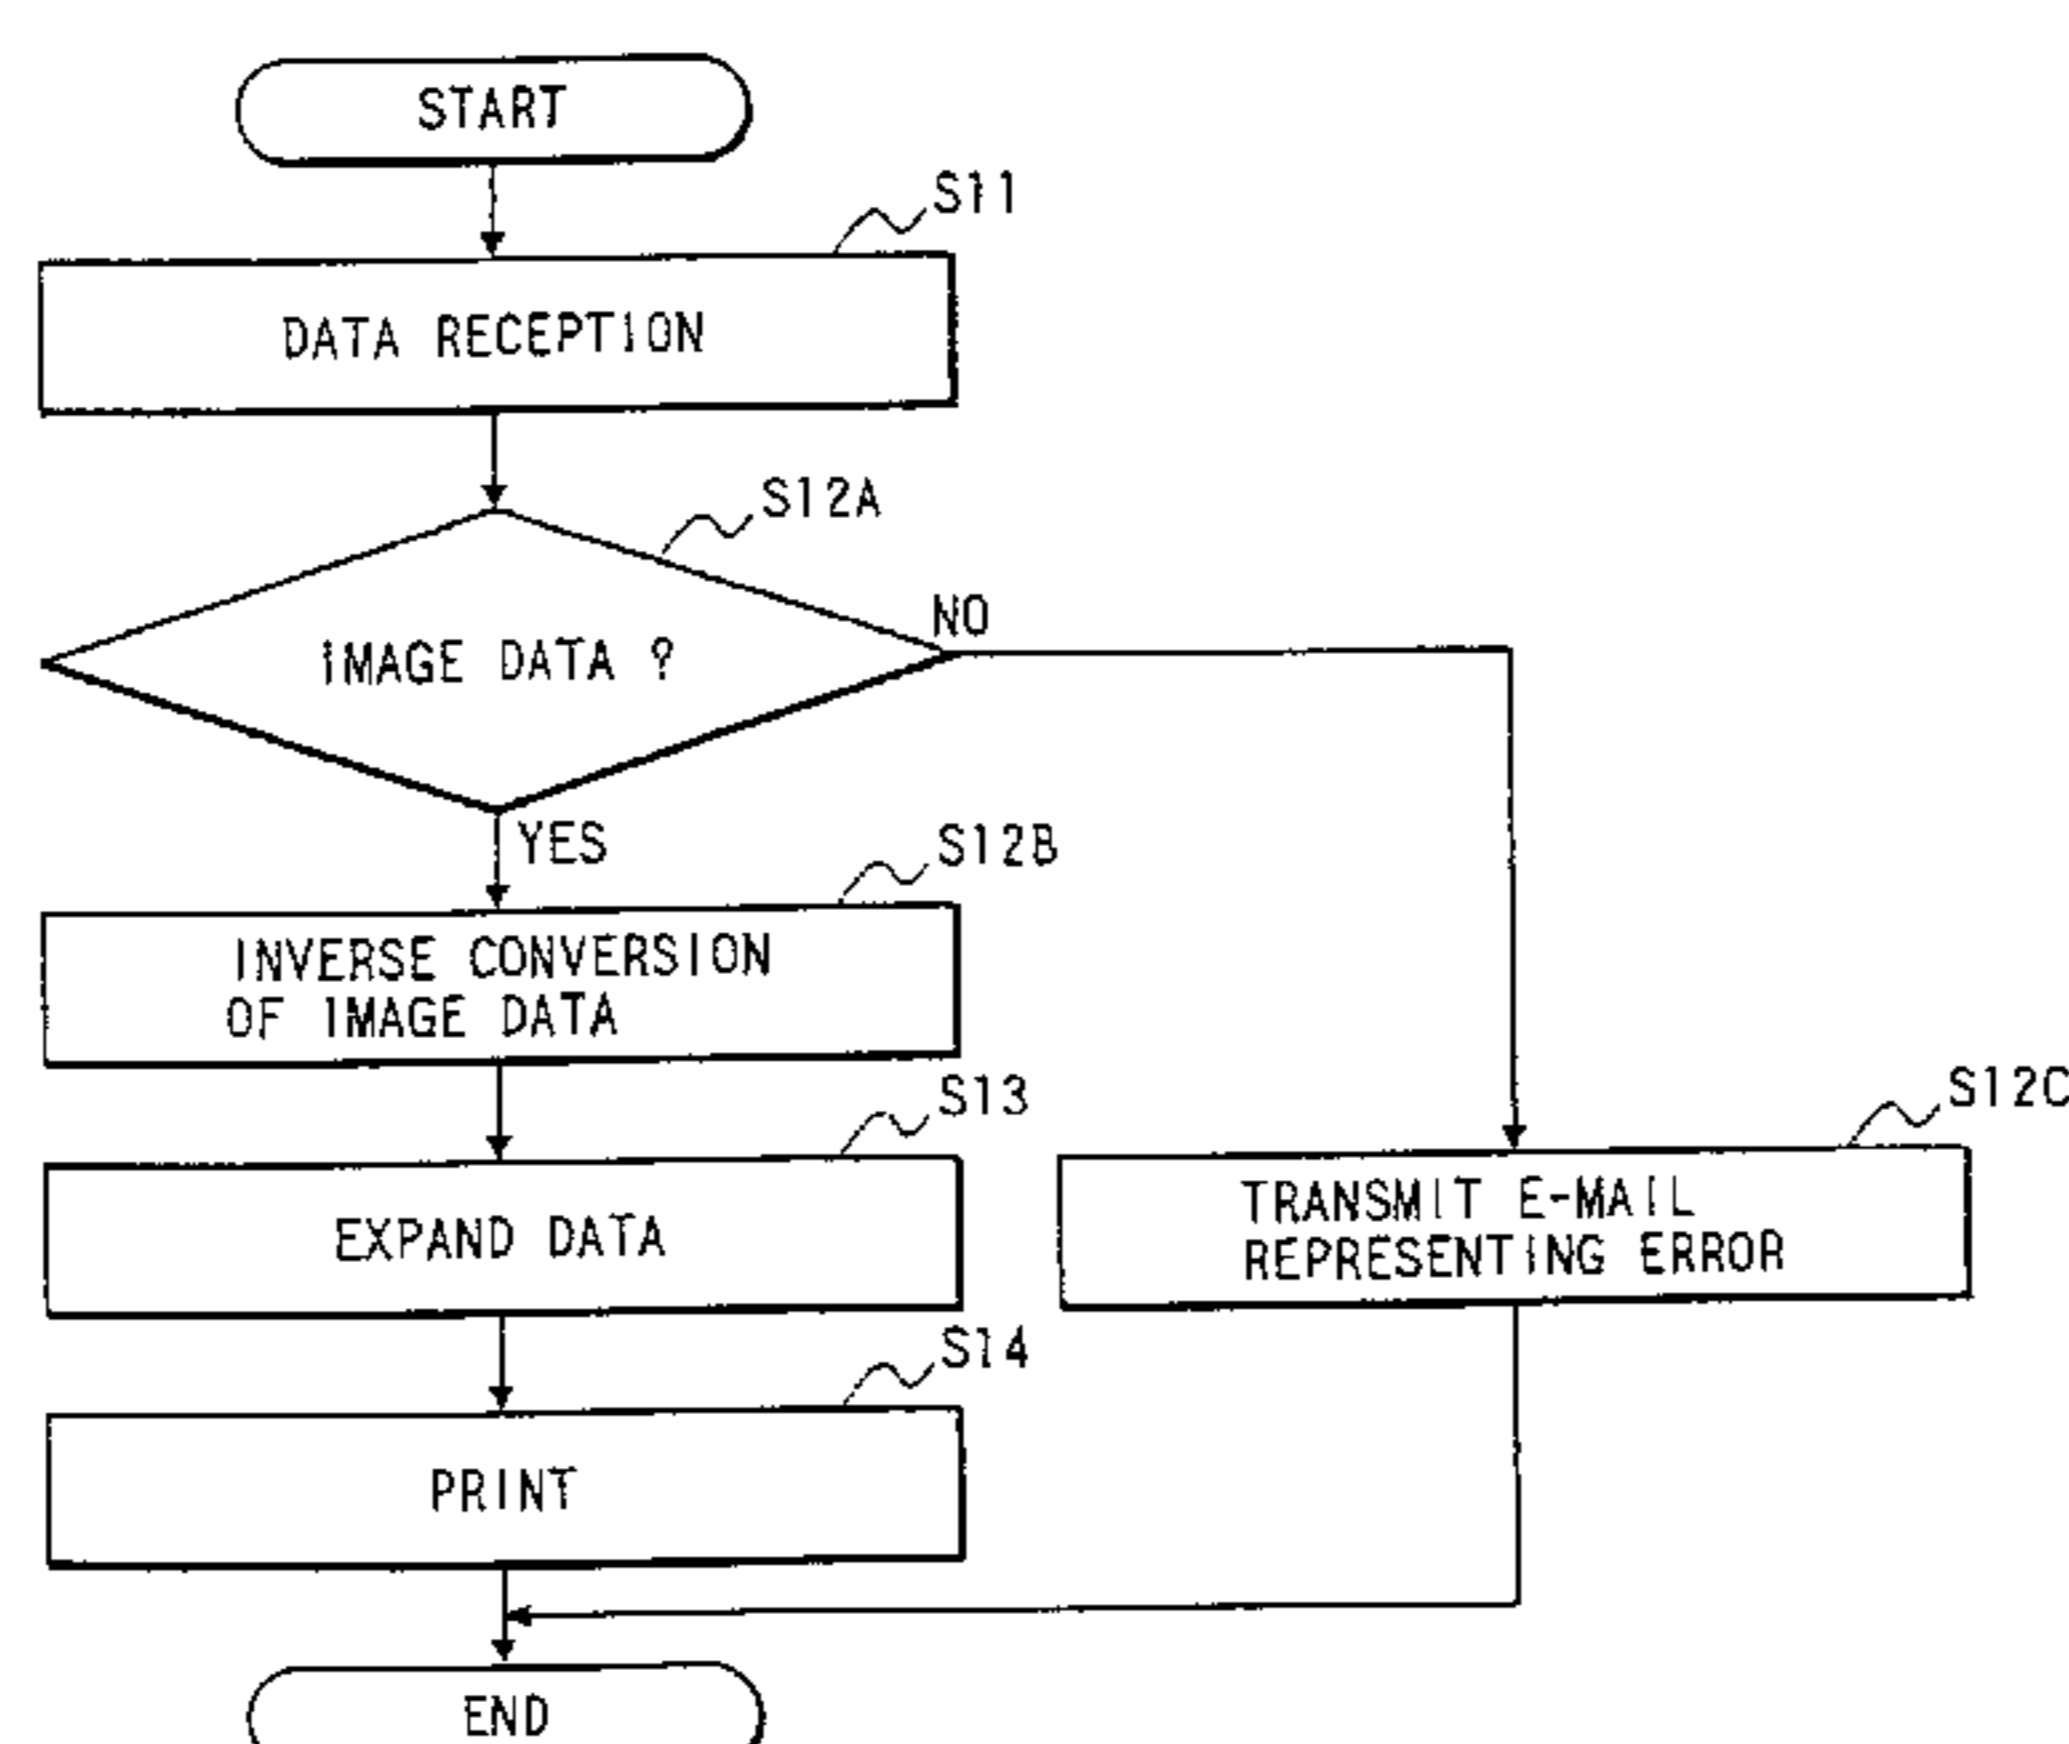 START
S11
DATA RECEPTION
S12A
IMAGE DATA ?
NO
YES
S12B
INVERSE CONVERSION
OF IMAGE DATA
S13
EXPAND DATA
S12C
TRANSMIT E-MAIL
REPRESENTING ERROR
S14
PRINT
END